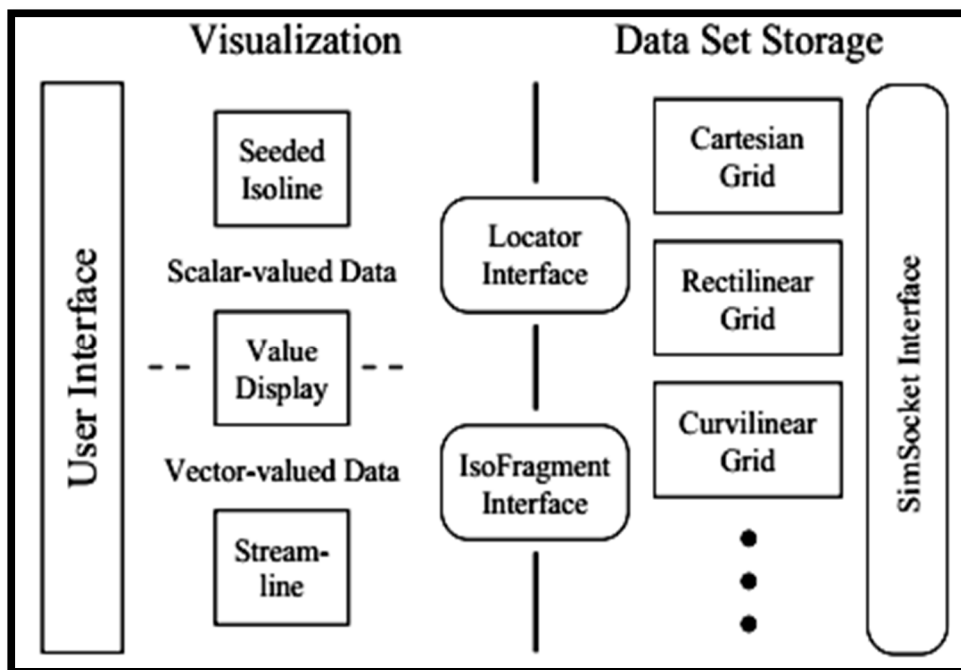 Visualization
Data Set Storage
User Interface
Seeded
Isoline
Scalar-valued Data
Value
Display
Vector-valued Data
Stream-
line
Locator
Interface
IsoFragment
Interface
Cartesian
Grid
Rectilinear
Grid
Curvilinear
Grid
SimSocket Interface